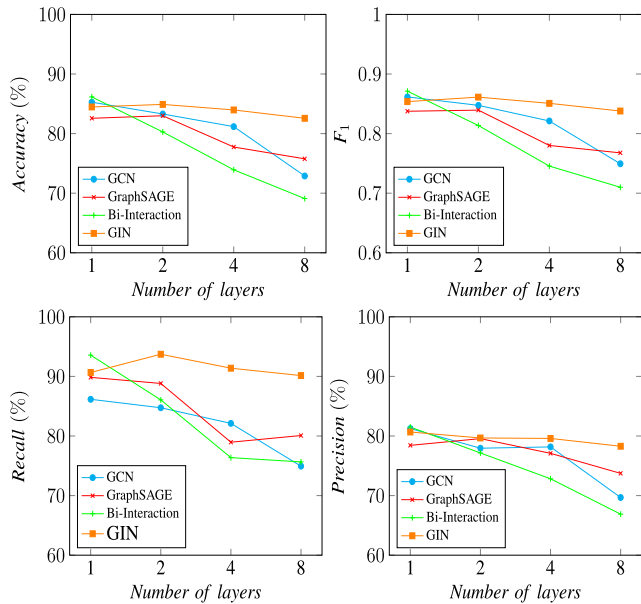 100
90
80
70
60
Accuracy (%)
GCN
GraphSAGE
Bi-Interaction
GIN
1 2 4 8
Number of layers
1
0.9
0.8
0.7
0.6
F1
GCN
GraphSAGE
Bi-Interaction
GIN
1 2 4 8
Number of layers
100
90
80
70
60
Recall (%)
GCN
GraphSAGE
Bi-Interaction
GIN
1 2 4 8
Number of layers
100
90
80
70
60
Precision (%)
GCN
GraphSAGE
Bi-Interaction
GIN
1 2 4 8
Number of layers